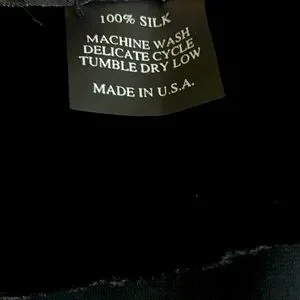 100% SILK
MACHINE WASH
DELICATE CYCLE
TUMBLE DRY LOW
MADE IN U.S.A.